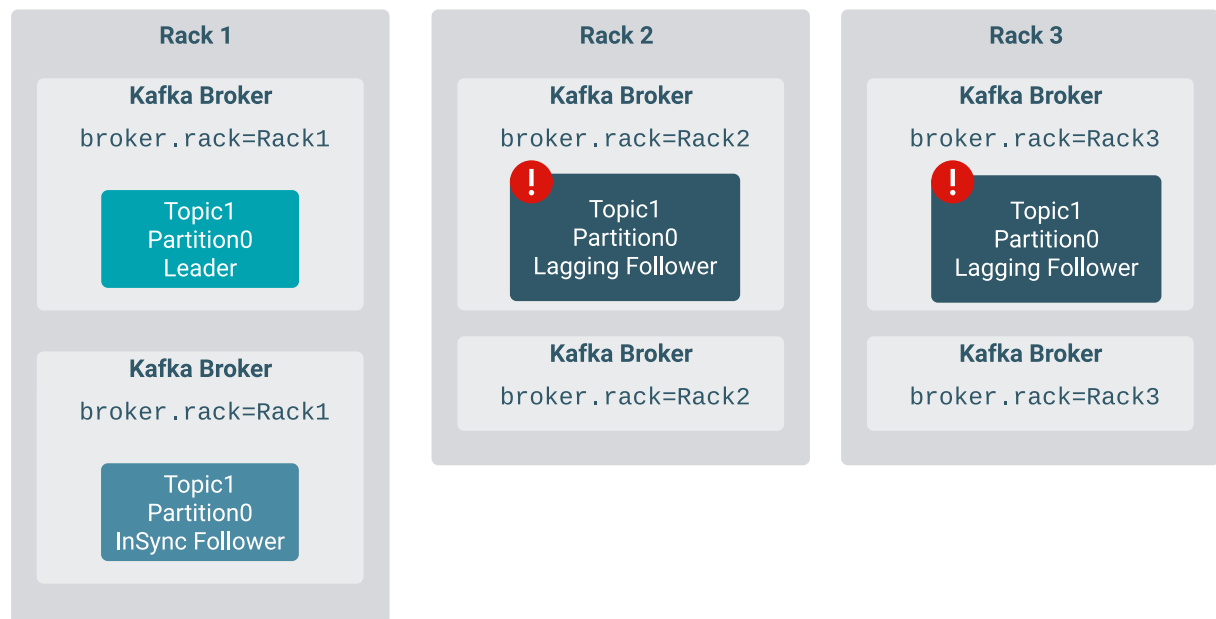 Rack 1
Kafka Broker
broker.rack=Rack1
Topic1
Partition0
Leader
Kafka Broker
broker.rack=Rack1
Topic1
Partition0
InSync Follower
Rack 2
Kafka Broker
broker.rack=Rack2
!
Topic1
Partition0
Lagging Follower
Kafka Broker
broker.rack=Rack2
Rack 3
Kafka Broker
broker.rack=Rack3
!
Topic1
Partition0
Lagging Follower
Kafka Broker
broker.rack=Rack3